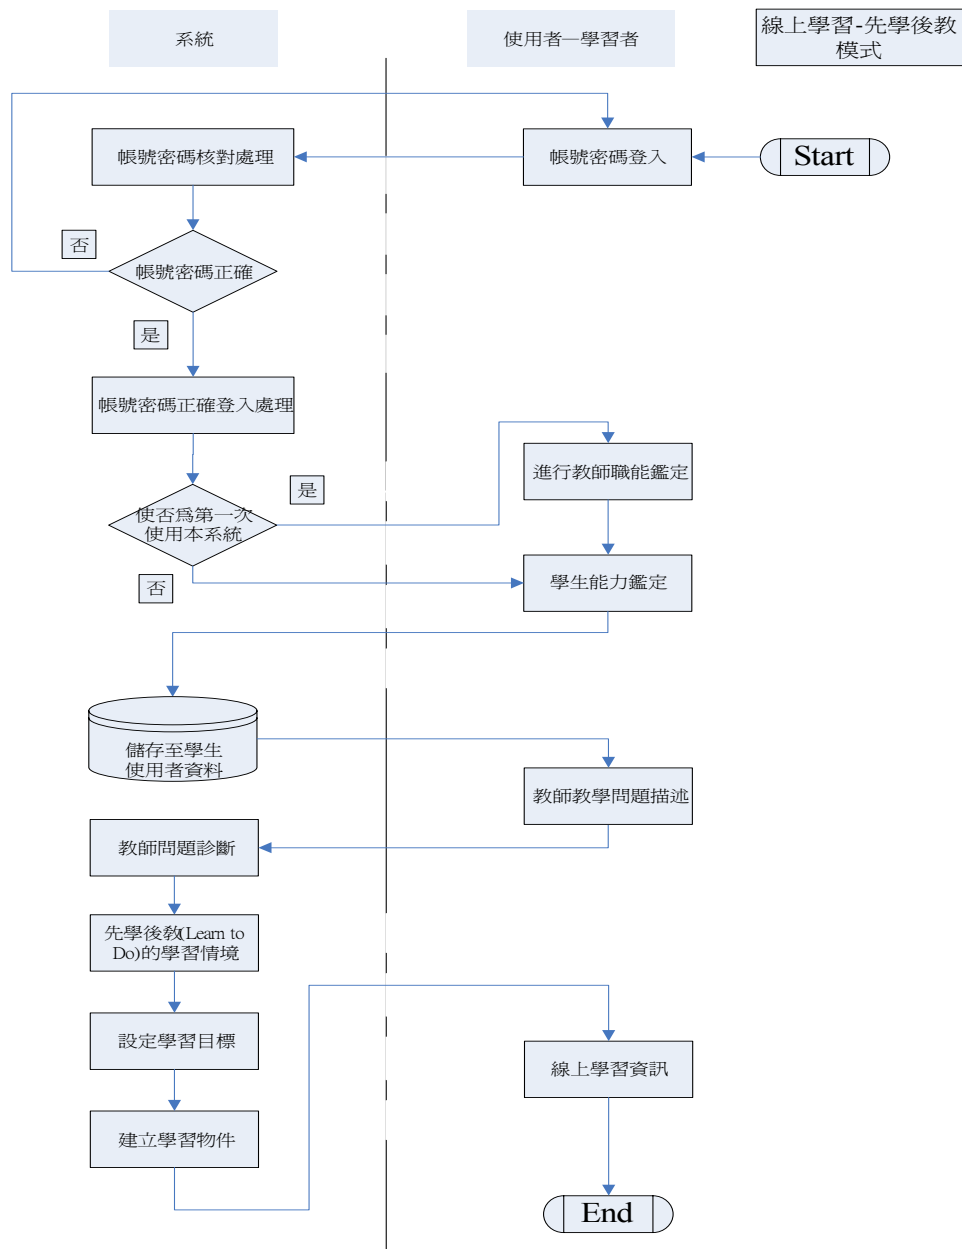 系統
使用者—學習者
線上學習-先學後教
模式
帳號密碼核對處理
帳號密碼登入
Start
否
帳號密碼正確
是
帳號密碼正確登入處理
進行教師職能鑑定
是
使否為第一次
使用本系統
學生能力鑑定
否
儲存至學生
使用者資料
教師教學問題描述
教師問題診斷
先學後教(Learn to
Do)的學習情境
設定學習目標
線上學習資訊
建立學習物件
End